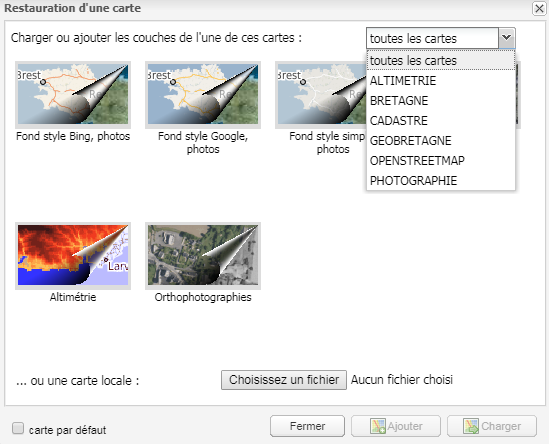 Restauration d'une carte
Charger ou ajouter les couches de l'une de ces cartes :
toutes les cartes
toutes les cartes
ALTIMETRIE
BRETAGNE
CADASTRE
GEOBRETAGNE
OPENSTREETMAP
PHOTOGRAPHIE
Brest
Re
Fond style Bing, photos
Brest
Re
Fond style Google,
photos
Brest
Fond style simp
photos
Larv
Altimétrie
Orthophotographies
... ou une carte locale :
Choisissez un fichier
Aucun fichier choisi
carte par défaut
Fermer
Ajouter
Charger